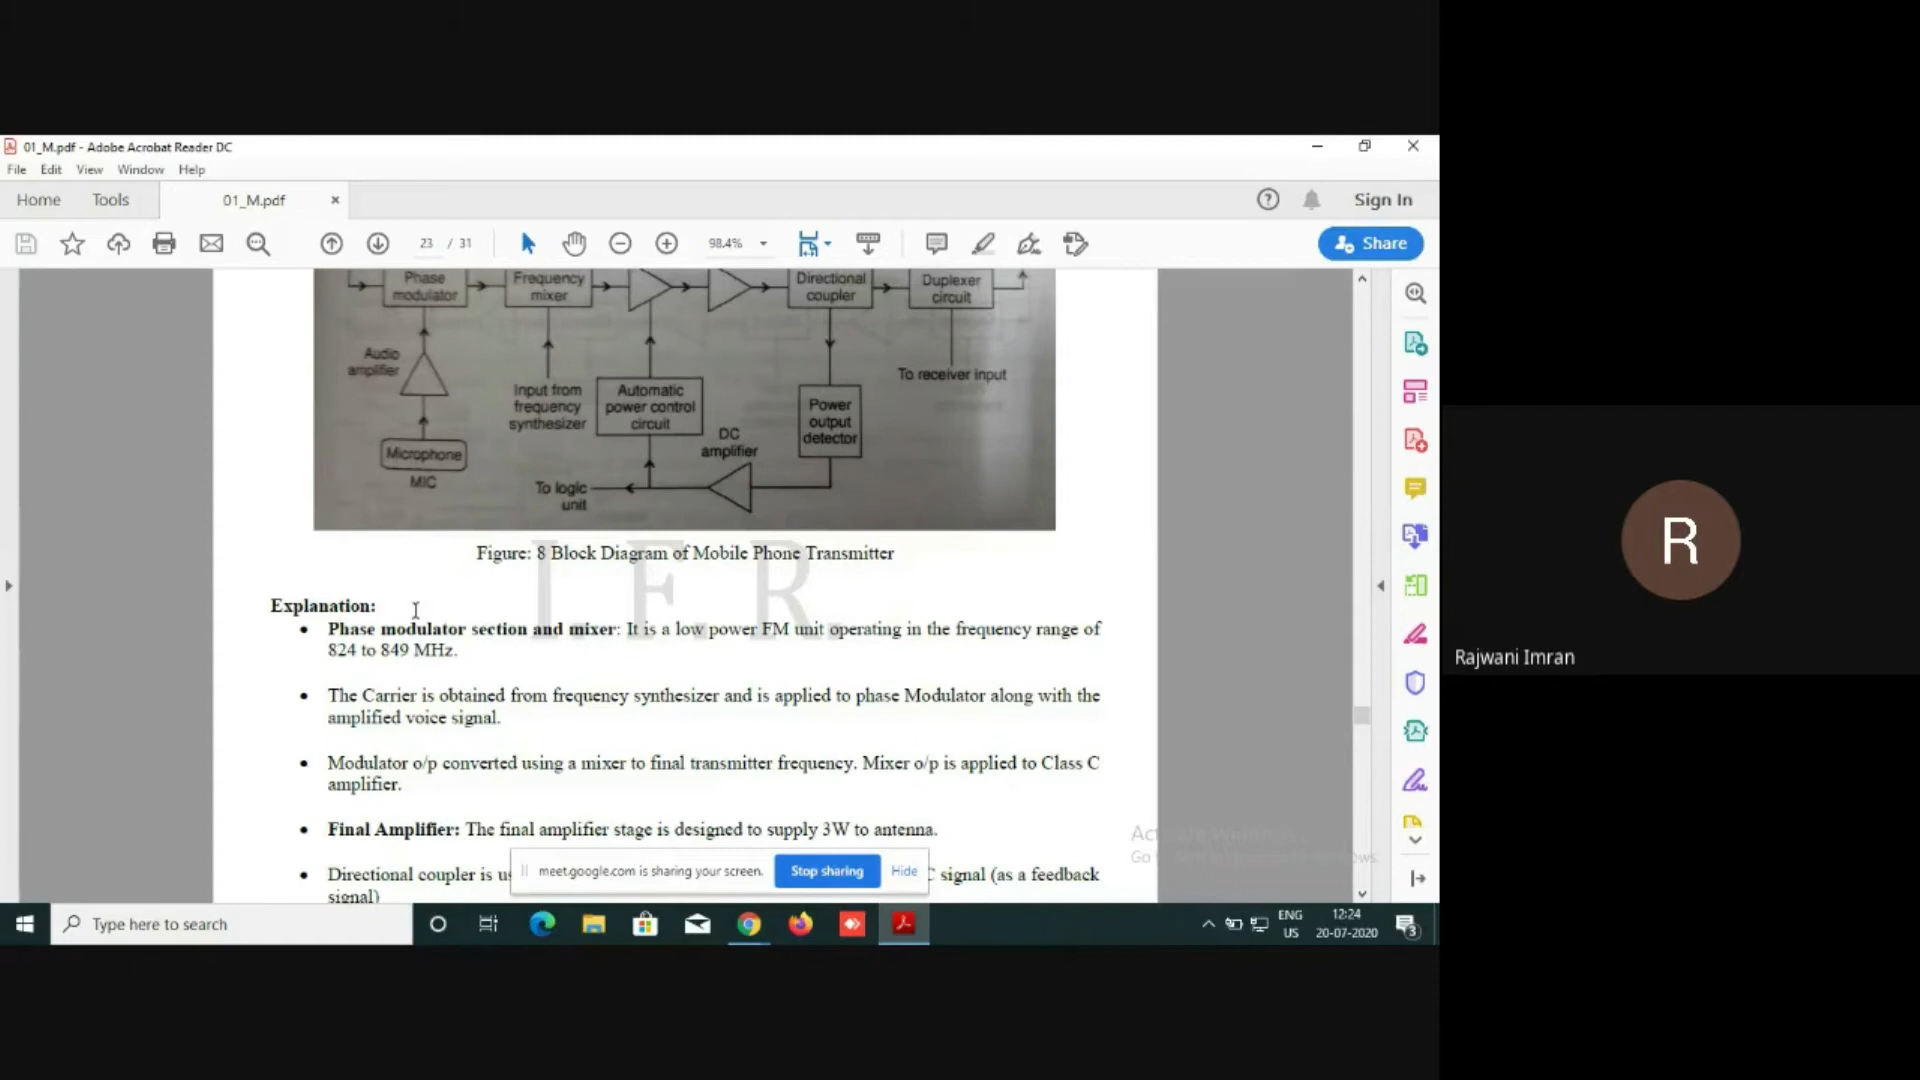 01_M.pdf - Adobe Acrobat Reader DC
File Edit View Window Help
Home Tools 01_M.pdf Sign In
23 / 31 98.4% Share
Phase modulator
Frequency mixer
Directional coupler
Duplexer circuit
Audio amplifier
Input from frequency synthesizer
Automatic power control circuit
Power output detector
To receiver input
DC amplifier
Microphone
MIC
To logic unit
Figure: 8 Block Diagram of Mobile Phone Transmitter
I. F. R.
Explanation:
• Phase modulator section and mixer: It is a low power FM unit operating in the frequency range of
824 to 849 MHz.
• The Carrier is obtained from frequency synthesizer and is applied to phase Modulator along with the
amplified voice signal.
• Modulator o/p converted using a mixer to final transmitter frequency. Mixer o/p is applied to Class C
amplifier.
• Final Amplifier: The final amplifier stage is designed to supply 3W to antenna.
• Directional coupler is signal (as a feedback
signal)
meet.google.com is sharing your screen. Stop sharing Hide
Type here to search
ENG
US
12:24
20-07-2020
3
R
Rajwani Imran